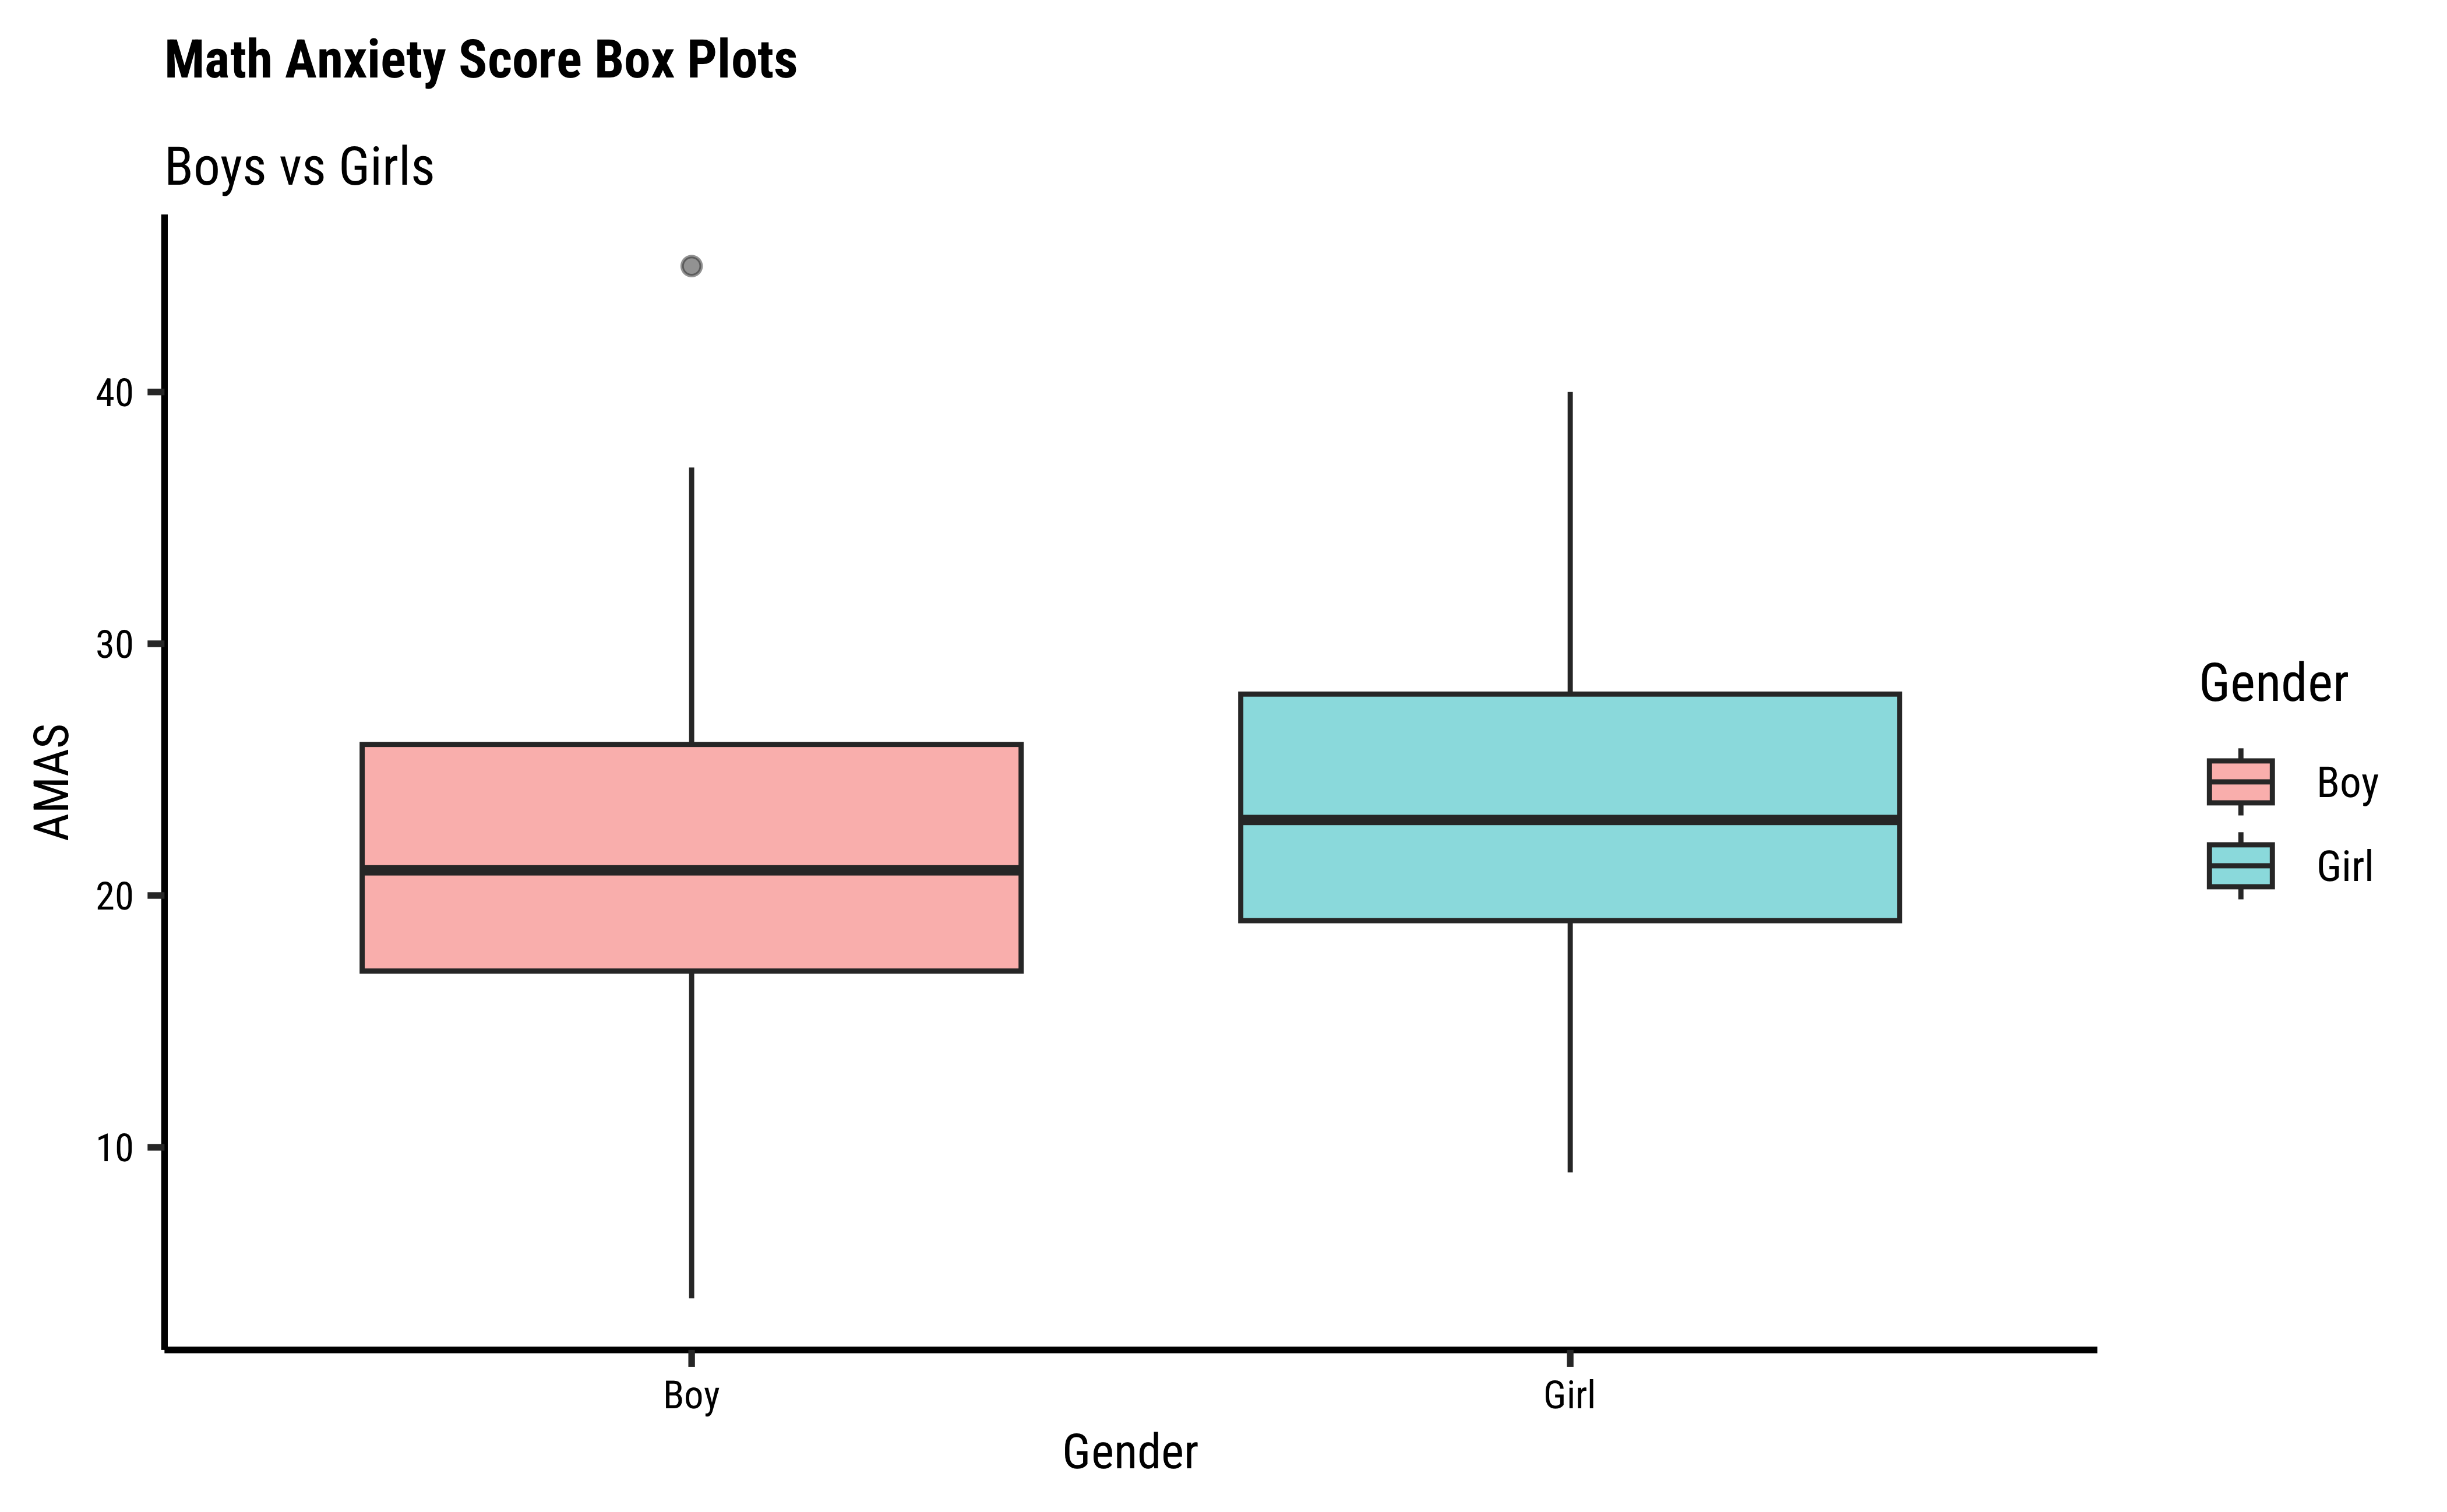 Math Anxiety Score Box Plots
Boys vs Girls
AMAS
40
30
20
10
Boy
Girl
Gender
Gender
Boy
Girl